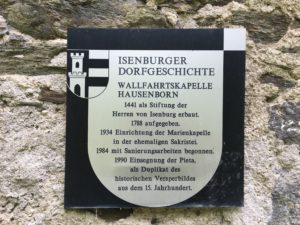 ISENBURGER
DORFGESCHICHTE
WALLFAHRTSKAPELLE
HAUSENBORN
1441 als Stiftung der
Herren von Isenburg erbaut.
1788 aufgegeben.
1934 Einrichtung der Marienkapelle
in der ehemaligen Sakristei.
1984 mit Sanierungsarbeiten begonnen.
1990 Einsegnung der Pieta,
als Duplikat des
historischen Vesperbildes
aus dem 15. Jahrhundert.